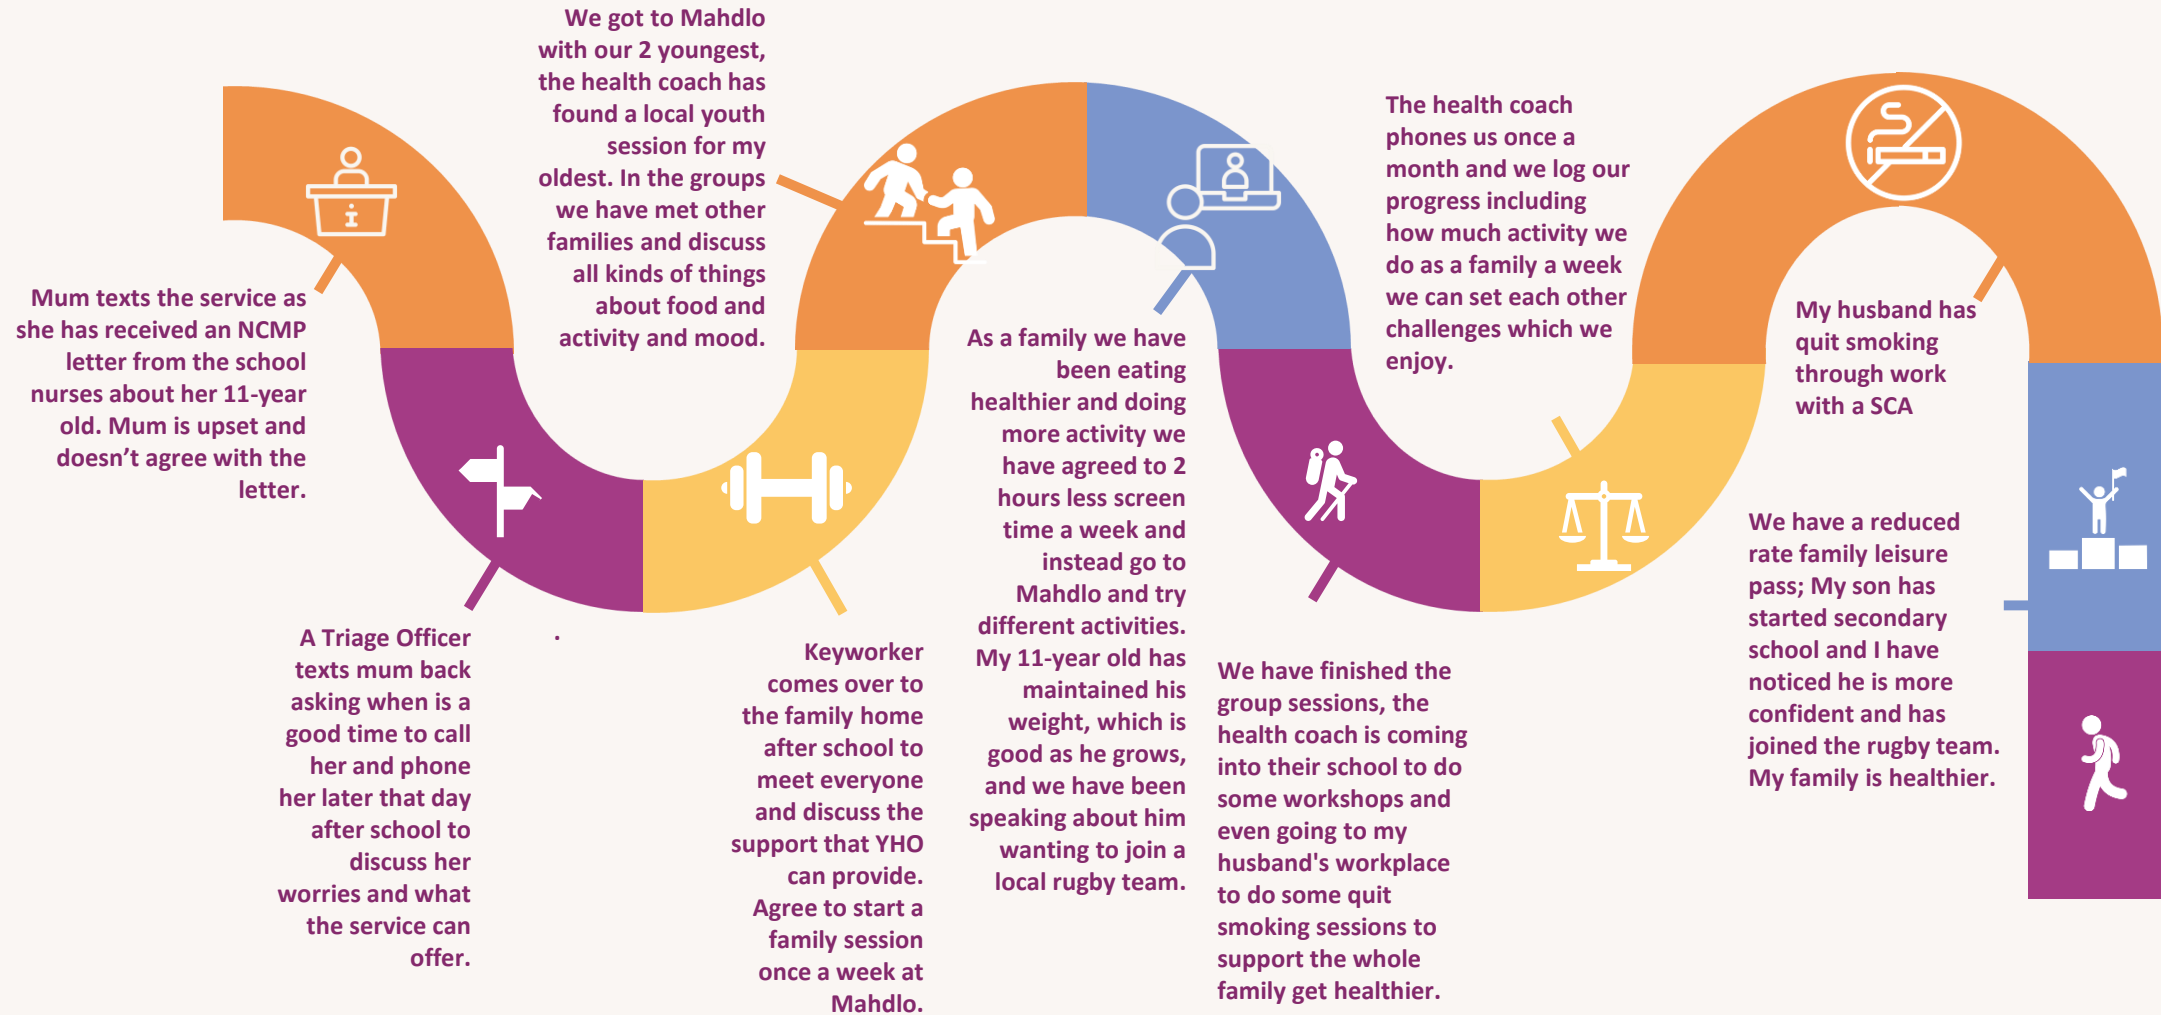 Mum texts the service as
she has received an NCMP
letter from the school
nurses about her 11-year
old. Mum is upset and
doesn’t agree with the
letter.
A Triage Officer
texts mum back
asking when is a
good time to call
her and phone
her later that day
after school to
discuss her
worries and what
the service can
offer.
.
Keyworker
comes over to
the family home
after school to
meet everyone
and discuss the
support that YHO
can provide.
Agree to start a
family session
once a week at
Mahdlo.
We got to Mahdlo
with our 2 youngest,
the health coach has
found a local youth
session for my
oldest. In the groups
we have met other
families and discuss
all kinds of things
about food and
activity and mood.
As a family we have
been eating
healthier and doing
more activity we
have agreed to 2
hours less screen
time a week and
instead go to
Mahdlo and try
different activities.
My 11-year old has
maintained his
weight, which is
good as he grows,
and we have been
speaking about him
wanting to join a
local rugby team.
We have finished the
group sessions, the
health coach is coming
into their school to do
some workshops and
even going to my
husband's workplace
to do some quit
smoking sessions to
support the whole
family get healthier.
The health coach
phones us once a
month and we log our
progress including
how much activity we
do as a family a week
we can set each other
challenges which we
enjoy.
My husband has
quit smoking
through work
with a SCA
We have a reduced
rate family leisure
pass; My son has
started secondary
school and I have
noticed he is more
confident and has
joined the rugby team.
My family is healthier.